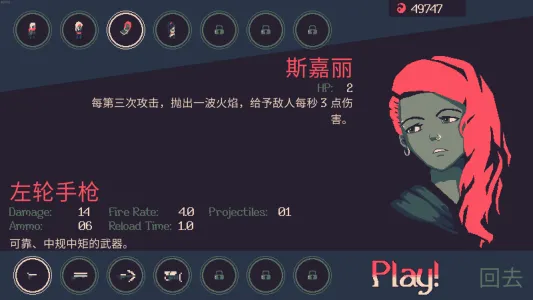 49747
斯嘉丽
HP: 2
每第三次攻击，抛出一波火焰，给予敌人每秒 3 点伤
害。
左轮手枪
Damage: 14 Fire Rate: 4.0 Projectiles: 01
Ammo: 06 Reload Time: 1.0
可靠、中规中矩的武器。
Play! 回去